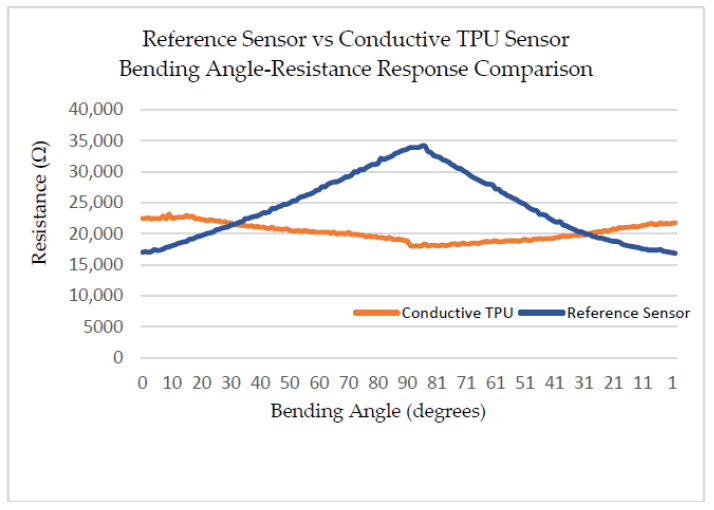 Reference Sensor vs Conductive TPU Sensor
Bending Angle-Resistance Response Comparison
40,000
35,000
30,000
25,000
20,000
15,000
10,000
5000
0
Resistance (Ω)
Conductive TPU Reference Sensor
0 10 20 30 40 50 60 70 80 90 81 71 61 51 41 31 21 11 1
Bending Angle (degrees)